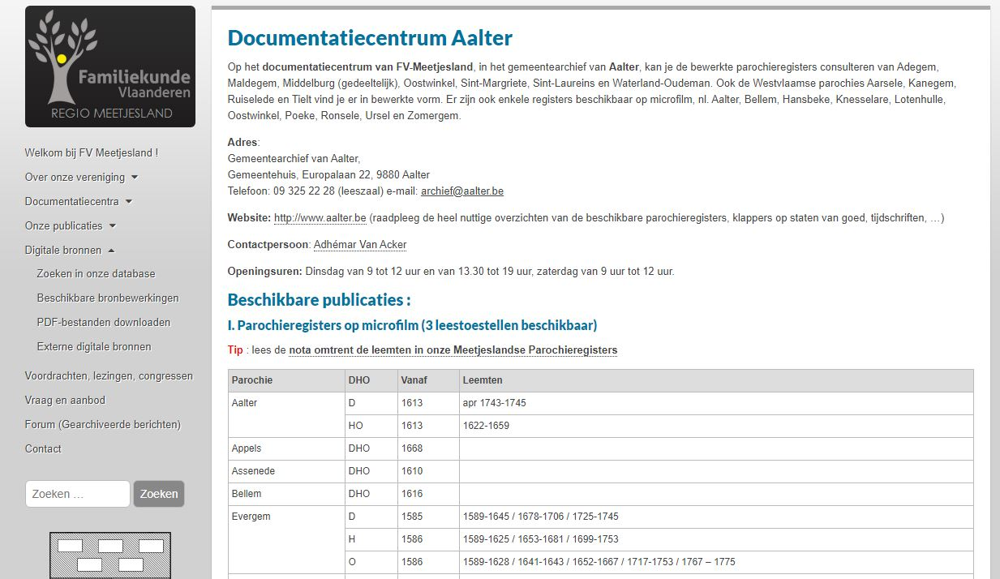 Familiekunde
Vlaanderen
REGIO MEETJESLAND
Welkom bij FV Meetjesland !
Over onze vereniging
Documentatiecentra
Onze publicaties
Digitale bronnen
Zoeken in onze database
Beschikbare bronbewerkingen
PDF-bestanden downloaden
Externe digitale bronnen
Voordrachten, lezingen, congressen
Vraag en aanbod
Forum (Gearchiveerde berichten)
Contact
Zoeken … Zoeken
Documentatiecentrum Aalter
Op het documentatiecentrum van FV-Meetjesland, in het gemeentearchief van Aalter, kan je de bewerkte parochieregisters consulteren van Adegem,
Maldegem, Middelburg (gedeeltelijk), Oostwinkel, Sint-Margriete, Sint-Laureins en Waterland-Oudeman. Ook de Westvlaamse parochies Aarsele, Kanegem,
Ruiselede en Tielt vind je er in bewerkte vorm. Er zijn ook enkele registers beschikbaar op microfilm, nl. Aalter, Bellem, Hansbeke, Knesselare, Lotenhulle,
Oostwinkel, Poeke, Ronsele, Ursel en Zomergem.
Adres:
Gemeentearchief van Aalter,
Gemeentehuis, Europalaan 22, 9880 Aalter
Telefoon: 09 325 22 28 (leeszaal) e-mail: archief@aalter.be
Website: http://www.aalter.be (raadpleeg de heel nuttige overzichten van de beschikbare parochieregisters, klappers op staten van goed, tijdschriften, …)
Contactpersoon: Adhémar Van Acker
Openingsuren: Dinsdag van 9 tot 12 uur en van 13.30 tot 19 uur, zaterdag van 9 uur tot 12 uur.
Beschikbare publicaties :
I. Parochieregisters op microfilm (3 leestoestellen beschikbaar)
Tip : lees de nota omtrent de leemten in onze Meetjeslandse Parochieregisters
Parochie DHO Vanaf Leemten
Aalter D 1613 apr 1743-1745
HO 1613 1622-1659
Appels DHO 1668
Assenede DHO 1610
Bellem DHO 1616
Evergem D 1585 1589-1645 / 1678-1706 / 1725-1745
H 1586 1589-1625 / 1653-1681 / 1699-1753
O 1586 1589-1628 / 1641-1643 / 1652-1667 / 1717-1753 / 1767 – 1775